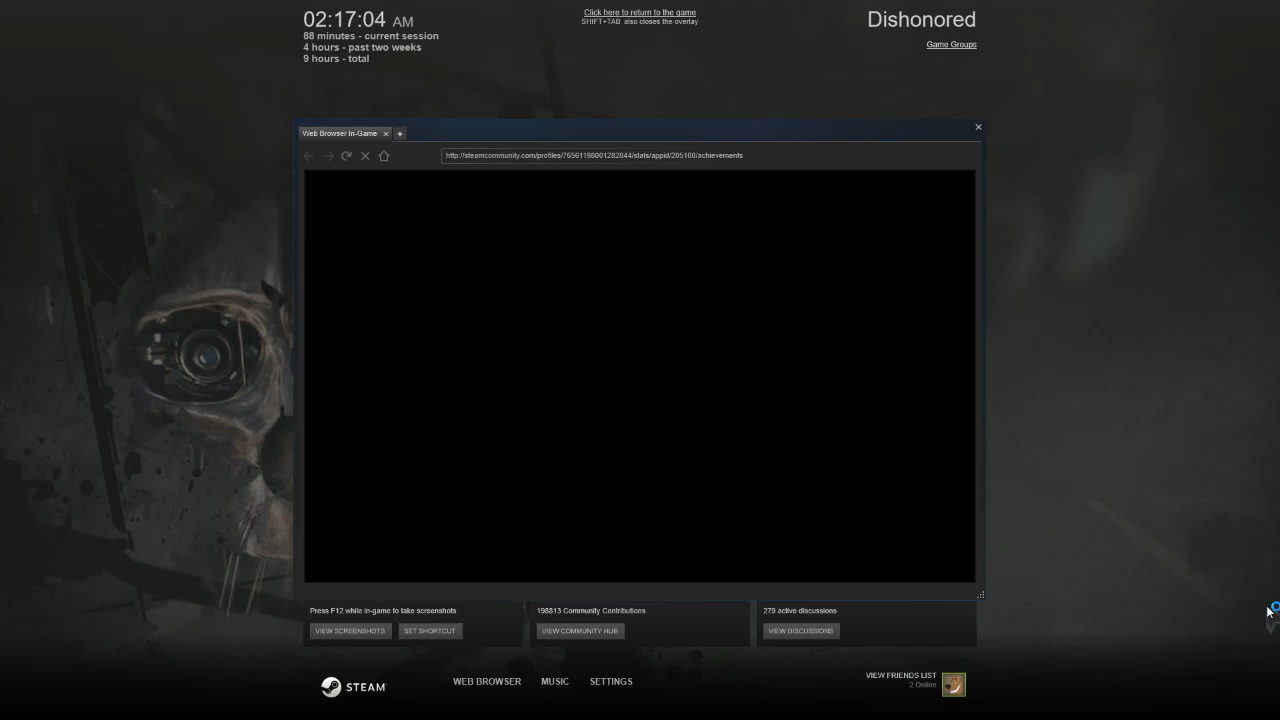 02:17:04 AM
88 minutes - current session
4 hours - past two weeks
9 hours - total
Click here to return to the game
SHIFT+TAB also closes the overlay
Dishonored
Game Groups
Web Browser In-Game
http://steamcommunity.com/profiles/76561198001282844/stats/appid/205100/achievements
Press F12 while in-game to take screenshots
VIEW SCREENSHOTS
SET SHORTCUT
198813 Community Contributions
VIEW COMMUNITY HUB
279 active discussions
VIEW DISCUSSIONS
STEAM
WEB BROWSER
MUSIC
SETTINGS
VIEW FRIENDS LIST
2 Online